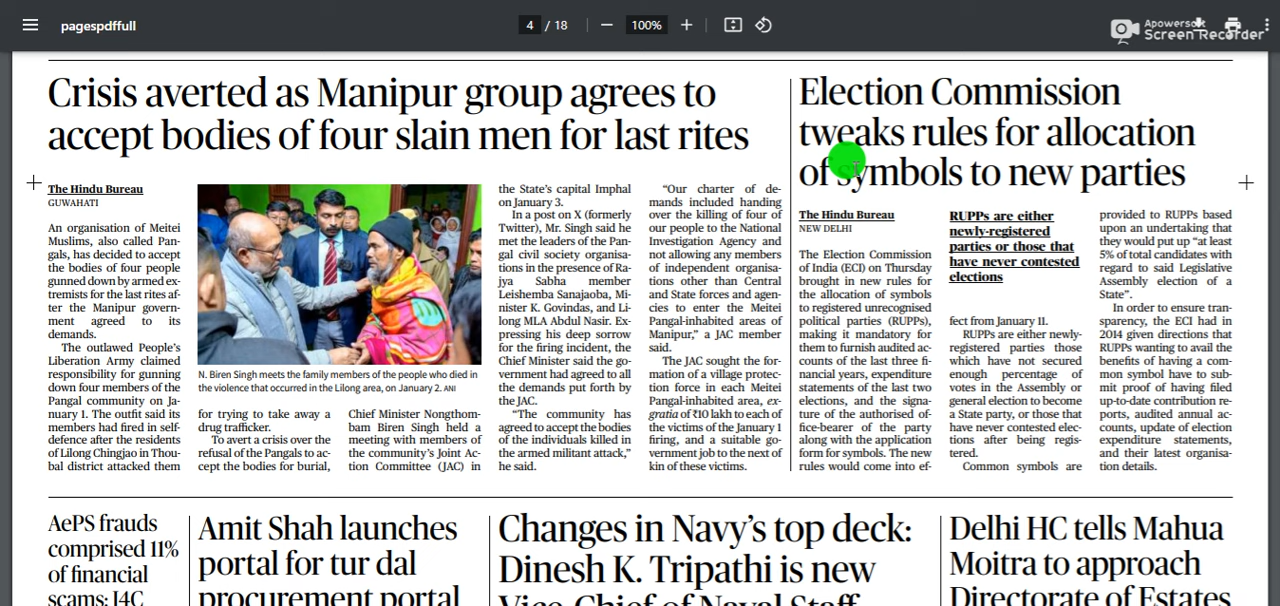 pagespdffull
4 / 18
100%
Apowersoft
Screen Recorder
Crisis averted as Manipur group agrees to
accept bodies of four slain men for last rites
The Hindu Bureau
GUWAHATI
An organisation of Meitei
Muslims, also called Pan-
gals, has decided to accept
the bodies of four people
gunned down by armed ex-
tremists for the last rites af-
ter the Manipur govern-
ment agreed to its
demands.
The outlawed People’s
Liberation Army claimed
responsibility for gunning
down four members of the
Pangal community on Ja-
nuary 1. The outfit said its
members had fired in self-
defence after the residents
of Lilong Chingjao in Thou-
bal district attacked them
N. Biren Singh meets the family members of the people who died in
the violence that occurred in the Lilong area, on January 2. ANI
for trying to take away a
drug trafficker.
To avert a crisis over the
refusal of the Pangals to ac-
cept the bodies for burial,
Chief Minister Nongthom-
bam Biren Singh held a
meeting with members of
the community’s Joint Ac-
tion Committee (JAC) in
the State’s capital Imphal
on January 3.
In a post on X (formerly
Twitter), Mr. Singh said he
met the leaders of the Pan-
gal civil society organisa-
tions in the presence of Ra-
jya Sabha member
Leishemba Sanajaoba, Mi-
nister K. Govindas, and Li-
long MLA Abdul Nasir. Ex-
pressing his deep sorrow
for the firing incident, the
Chief Minister said the go-
vernment had agreed to all
the demands put forth by
the JAC.
“The community has
agreed to accept the bodies
of the individuals killed in
the armed militant attack,”
he said.
“Our charter of de-
mands included handing
over the killing of four of
our people to the National
Investigation Agency and
not allowing any members
of independent organisa-
tions other than Central
and State forces and agen-
cies to enter the Meitei
Pangal-inhabited areas of
Manipur,” a JAC member
said.
The JAC sought the for-
mation of a village protec-
tion force in each Meitei
Pangal-inhabited area, ex-
gratia of ₹10 lakh to each of
the victims of the January 1
firing, and a suitable go-
vernment job to the next of
kin of these victims.
Election Commission
tweaks rules for allocation
of symbols to new parties
The Hindu Bureau
NEW DELHI
The Election Commission
of India (ECI) on Thursday
brought in new rules for
the allocation of symbols
to registered unrecognised
political parties (RUPPs),
making it mandatory for
them to furnish audited ac-
counts of the last three fi-
nancial years, expenditure
statements of the last two
elections, and the signa-
ture of the authorised of-
fice-bearer of the party
along with the application
form for symbols. The new
rules would come into ef-
RUPPs are either
newly-registered
parties or those that
have never contested
elections
fect from January 11.
RUPPs are either newly-
registered parties those
which have not secured
enough percentage of
votes in the Assembly or
general election to become
a State party, or those that
have never contested elec-
tions after being regis-
tered.
Common symbols are
provided to RUPPs based
upon an undertaking that
they would put up “at least
5% of total candidates with
regard to said Legislative
Assembly election of a
State”.
In order to ensure tran-
sparency, the ECI had in
2014 given directions that
RUPPs wanting to avail the
benefits of having a com-
mon symbol have to sub-
mit proof of having filed
up-to-date contribution re-
ports, audited annual ac-
counts, update of election
expenditure statements,
and their latest organisa-
tion details.
AePS frauds
comprised 11%
of financial
scams: I4C
Amit Shah launches
portal for tur dal
procurement portal
Changes in Navy’s top deck:
Dinesh K. Tripathi is new
Vice-Chief of Naval Staff
Delhi HC tells Mahua
Moitra to approach
Directorate of Estates